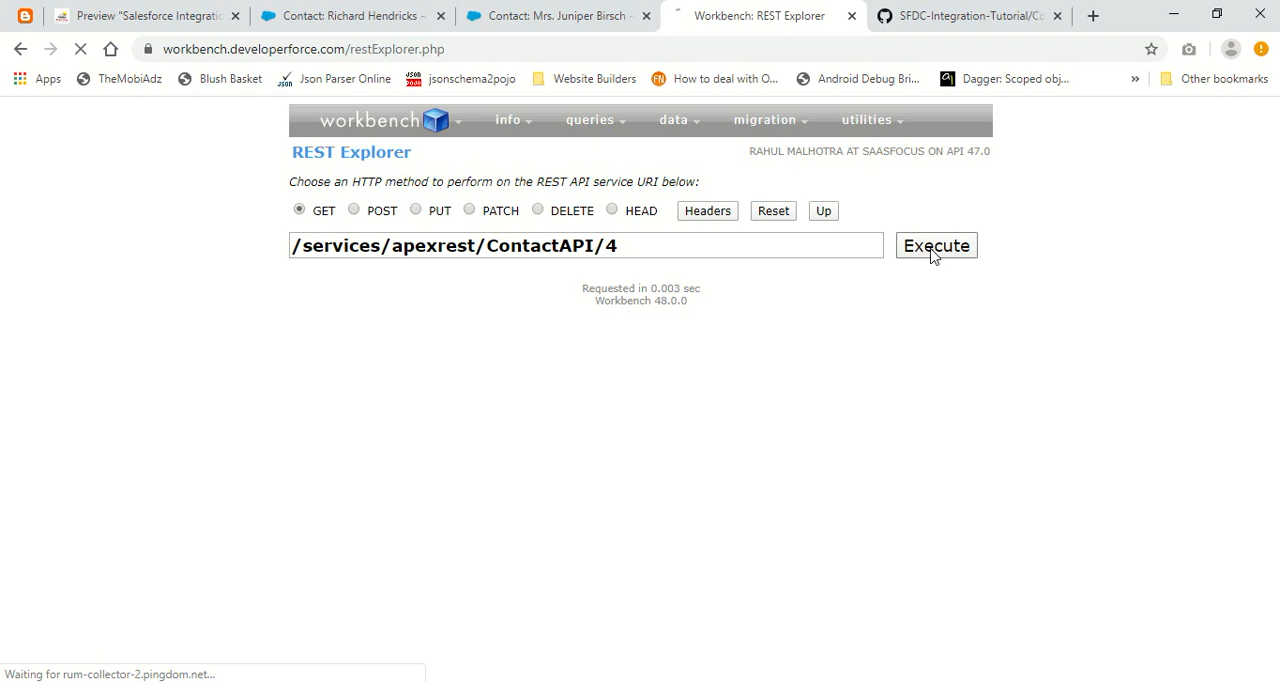 Preview "Salesforce Integratic
Contact: Richard Hendricks ~
Contact: Mrs. Juniper Birsch ~
Workbench: REST Explorer
SFDC-Integration-Tutorial/Cc
workbench.developerforce.com/restExplorer.php
Apps
TheMobiAdz
Blush Basket
Json Parser Online
jsonschema2pojo
Website Builders
How to deal with O...
Android Debug Bri...
Dagger: Scoped obj...
»
Other bookmarks
workbench
info
queries
data
migration
utilities
REST Explorer
RAHUL MALHOTRA AT SAASFOCUS ON API 47.0
Choose an HTTP method to perform on the REST API service URI below:
GET POST PUT PATCH DELETE HEAD Headers Reset Up
/services/apexrest/ContactAPI/4
Execute
Requested in 0.003 sec
Workbench 48.0.0
Waiting for rum-collector-2.pingdom.net...